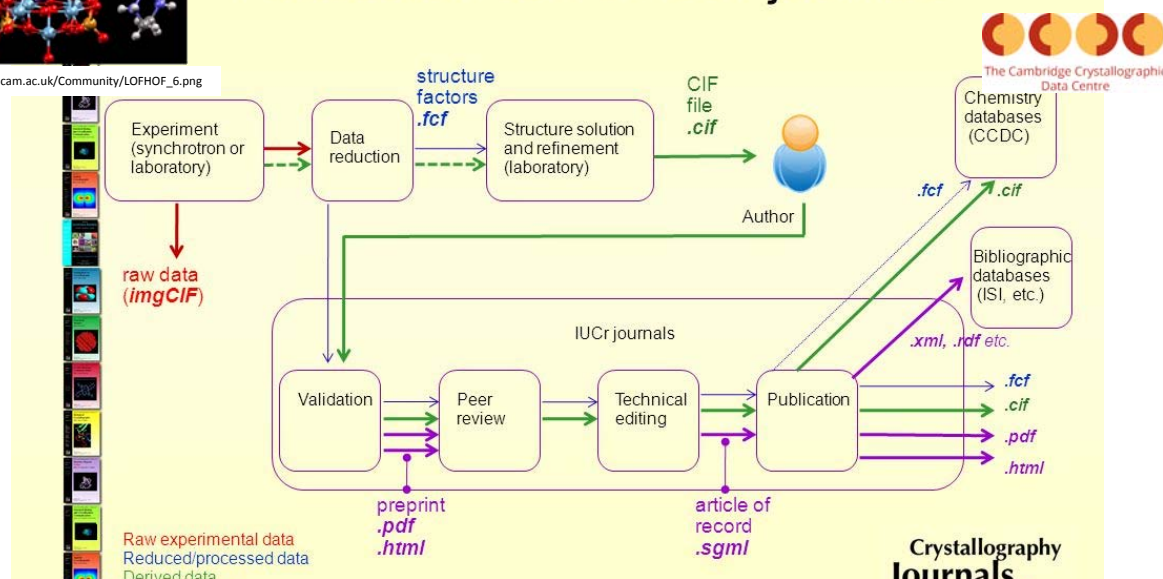 cam.ac.uk/Community/LOFHOF_6.png
The Cambridge Crystallographic
Data Centre
structure
factors
.fcf
CIF
file
.cif
Experiment
(synchrotron or
laboratory)
Data
reduction
Structure solution
and refinement
(laboratory)
Chemistry
databases
(CCDC)
Author
.fcf
.cif
raw data
(imgCIF)
Bibliographic
databases
(ISI, etc.)
IUCr journals
.xml, .rdf etc.
Validation
Peer
review
Technical
editing
Publication
.fcf
.cif
.pdf
.html
preprint
.pdf
.html
article of
record
.sgml
Raw experimental data
Reduced/processed data
Derived data
Crystallography
Journals